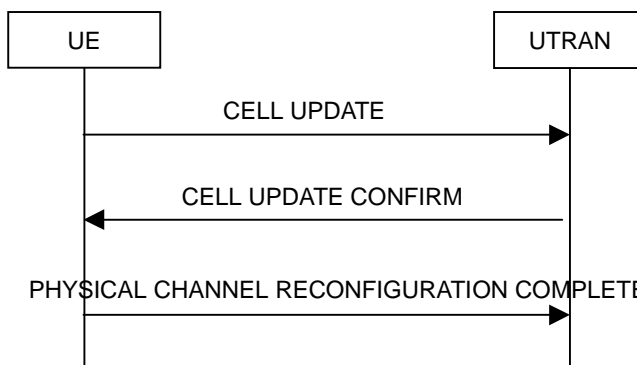 UE
UTRAN
CELL UPDATE
CELL UPDATE CONFIRM
PHYSICAL CHANNEL RECONFIGURATION COMPLETE